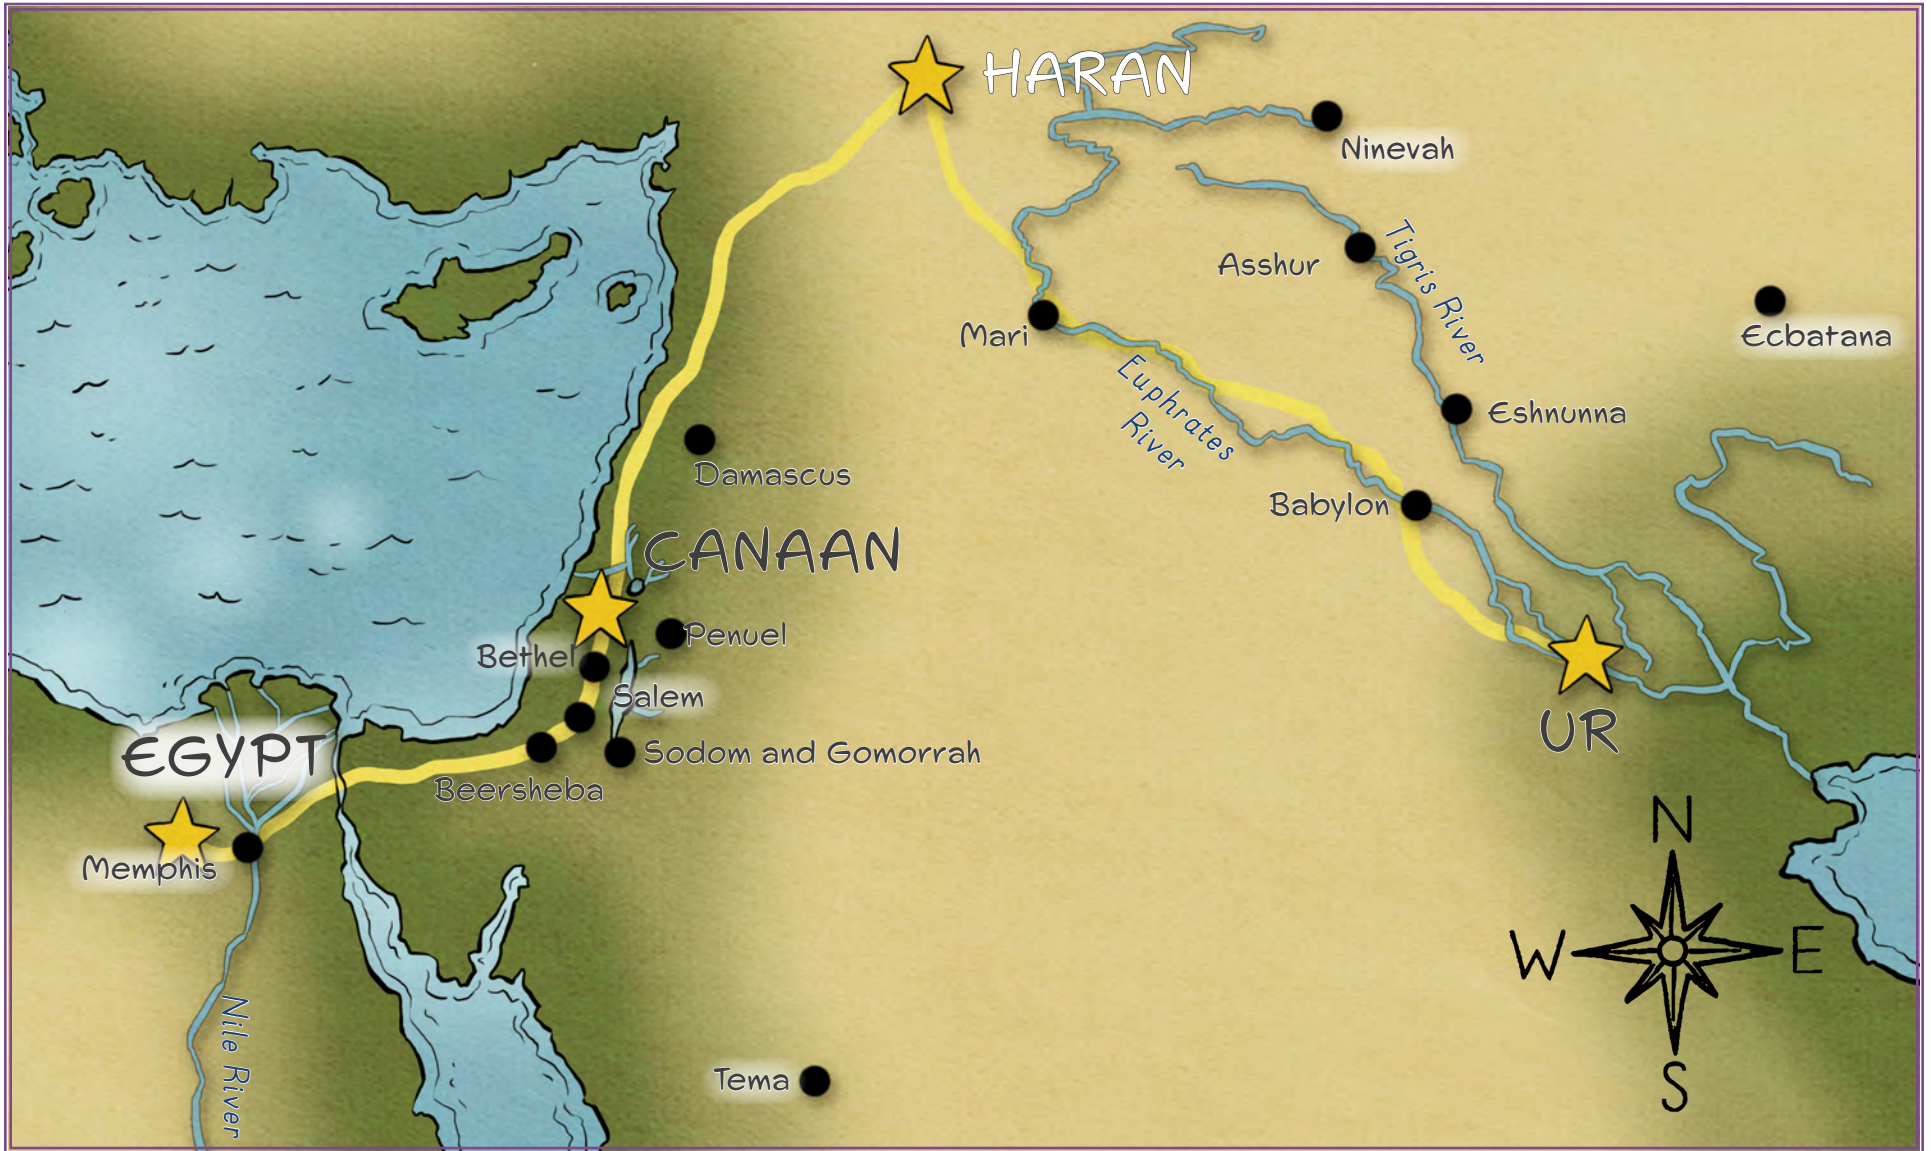 HARAN
Ninevah
Asshur
Tigris River
Mari
Ecbatana
Euphrates
River
Eshnunna
Damascus
Babylon
CANAAN
Penuel
Bethel
Salem
UR
EGYPT
Sodom and Gomorrah
Beersheba
Memphis
N
W
E
S
Nile River
Tema